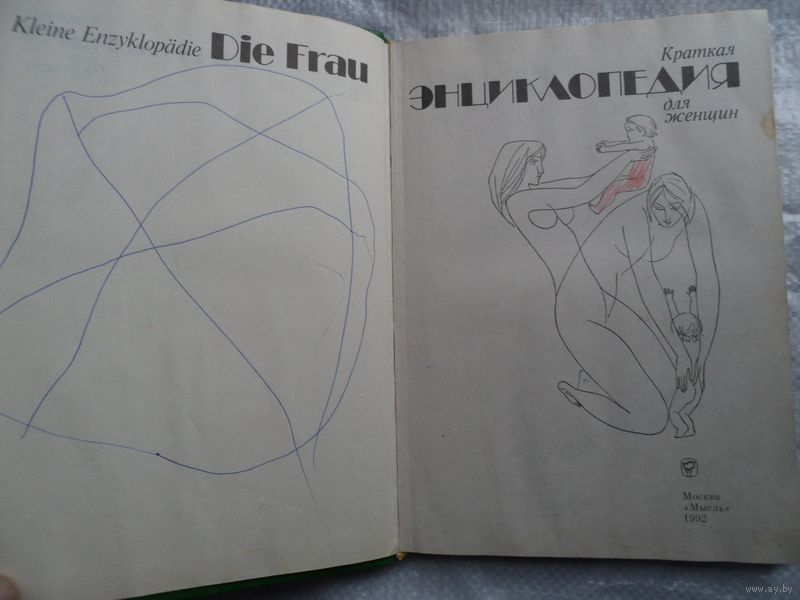 Kleine Enzyklopädie Die Frau
Краткая
ЭНЦИКЛОПЕДИЯ
для
женщин
Москва
«Мысль»
1992
www.ay.by